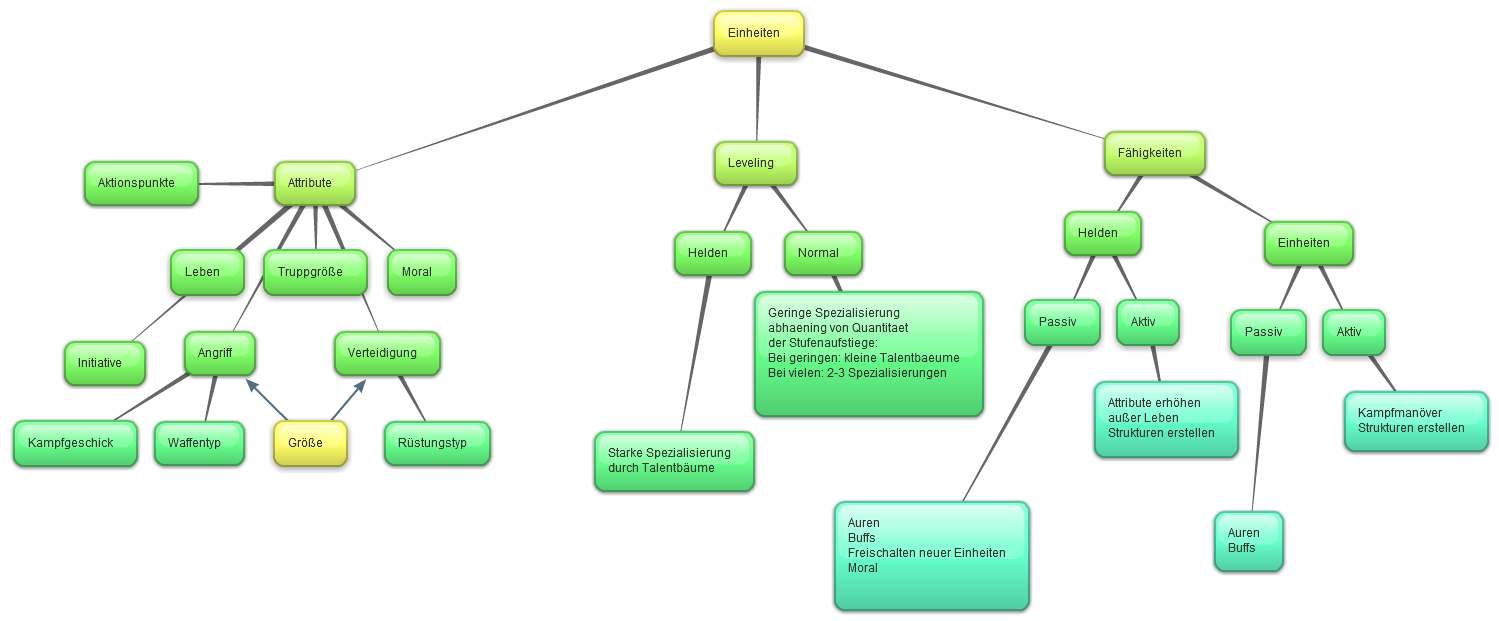 Einheiten
Attribute
Aktionspunkte
Leben
Truppgröße
Moral
Initiative
Angriff
Verteidigung
Kampfgeschick
Waffentyp
Größe
Rüstungstyp
Leveling
Helden
Normal
Geringe Spezialisierung
abhaening von Quantitaet
der Stufenaufstiege:
Bei geringen: kleine Talentbaeume
Bei vielen: 2-3 Spezialisierungen
Starke Spezialisierung
durch Talentbäume
Fähigkeiten
Helden
Einheiten
Passiv
Aktiv
Passiv
Aktiv
Attribute erhöhen
außer Leben
Strukturen erstellen
Kampfmanöver
Strukturen erstellen
Auren
Buffs
Freischalten neuer Einheiten
Moral
Auren
Buffs